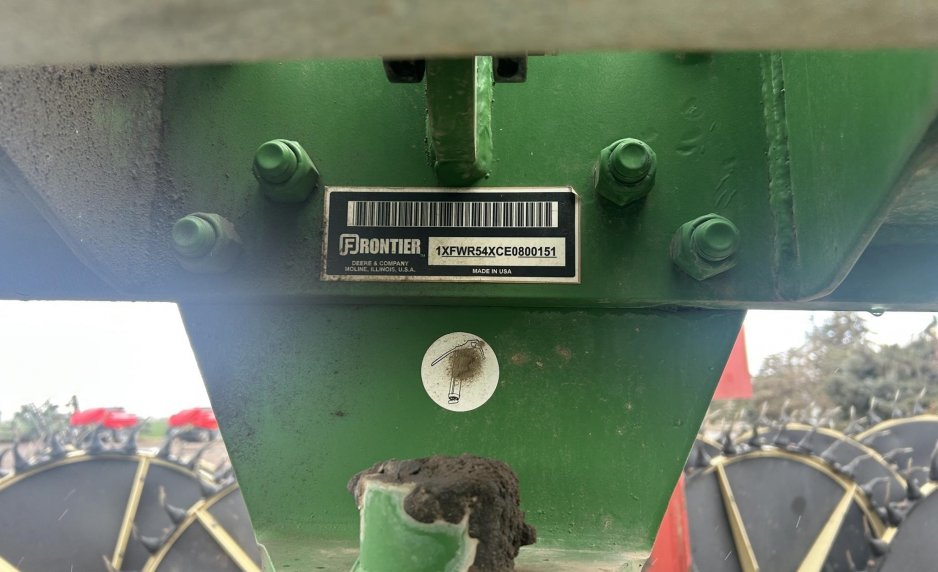 FRONTIER
1XFWR54XCE0800151
DEERE & COMPANY
MOLINE, ILLINOIS, U.S.A.
MADE IN USA